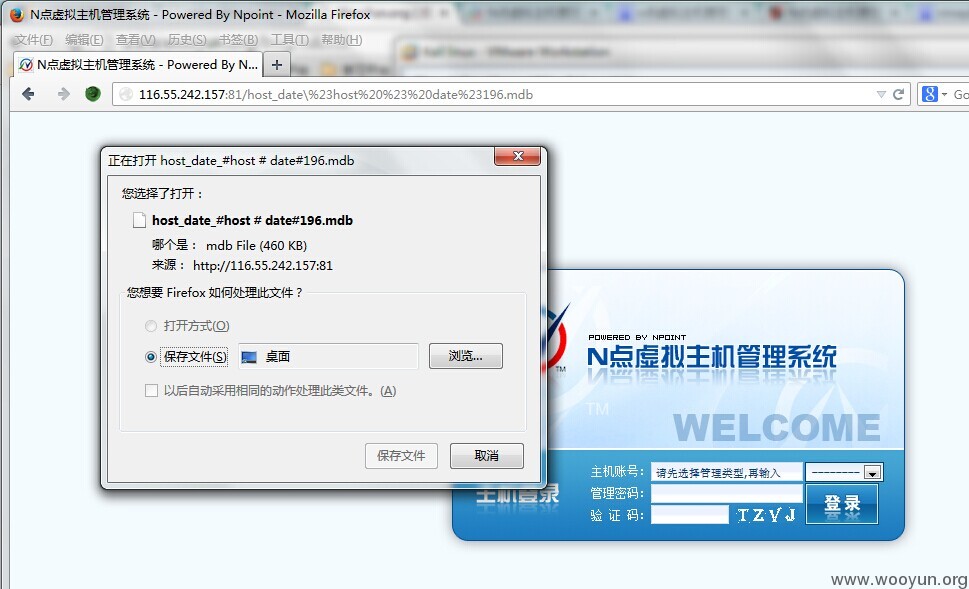 N点虚拟主机管理系统 - Powered By Npoint - Mozilla Firefox
文件(F) 编辑(E) 查看(V) 历史(S) 书签(B) 工具(T) 帮助(H)
N点虚拟主机管理系统 - Powered By N... +
116.55.242.157:81/host_date\%23host%20%23%20date%23196.mdb
8 Go
正在打开 host_date_#host # date#196.mdb
您选择了打开：
host_date_#host # date#196.mdb
哪个是： mdb File (460 KB)
来源： http://116.55.242.157:81
您想要 Firefox 如何处理此文件？
打开方式(O)
保存文件(S) 桌面 浏览...
以后自动采用相同的动作处理此类文件。(A)
保存文件 取消
TM
POWERED BY NPOINT
N点虚拟主机管理系统
TM
WELCOME
主机登录
主机账号： 请先选择管理类型,再输入 --------
管理密码：
验 证 码： T Z V J
登 录
www.wooyun.org